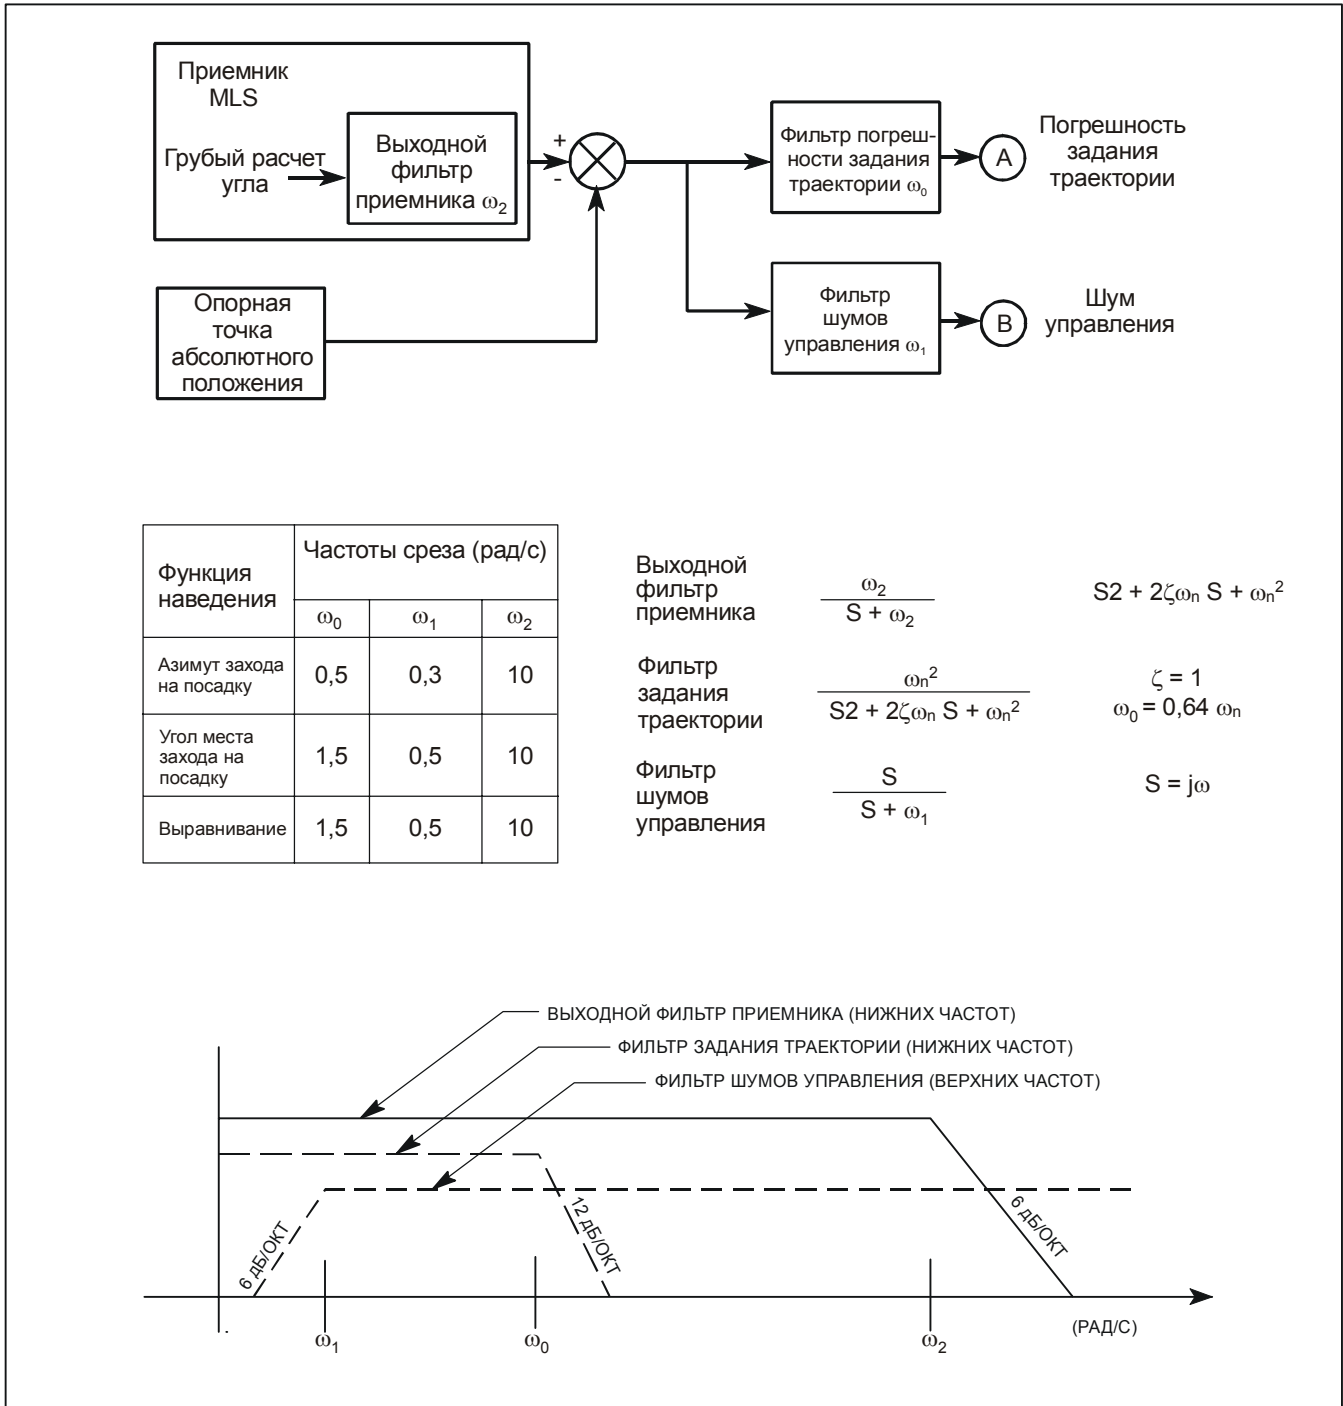 Приемник
MLS
Грубый расчет
угла
Выходной
фильтр
приемника ω₂
+
-
Опорная
точка
абсолютного
положения
Фильтр погреш-
ности задания
траектории ω₀
A
Погрешность
задания
траектории
Фильтр
шумов
управления ω₁
B
Шум
управления
Функция
наведения
Частоты среза (рад/с)
ω₀ ω₁ ω₂
Азимут захода
на посадку
0,5 0,3 10
Угол места
захода на
посадку
1,5 0,5 10
Выравнивание 1,5 0,5 10
Выходной
фильтр
приемника
ω₂
S + ω₂
S2 + 2ζωₙ S + ωₙ²
Фильтр
задания
траектории
ωₙ²
S2 + 2ζωₙ S + ωₙ²
ζ = 1
ω₀ = 0,64 ωₙ
Фильтр
шумов
управления
S
S + ω₁
S = jω
ВЫХОДНОЙ ФИЛЬТР ПРИЕМНИКА (НИЖНИХ ЧАСТОТ)
ФИЛЬТР ЗАДАНИЯ ТРАЕКТОРИИ (НИЖНИХ ЧАСТОТ)
ФИЛЬТР ШУМОВ УПРАВЛЕНИЯ (ВЕРХНИХ ЧАСТОТ)
6 дБ/ОКТ
12 дБ/ОКТ
6 дБ/ОКТ
ω₁
ω₀
ω₂
(РАД/С)